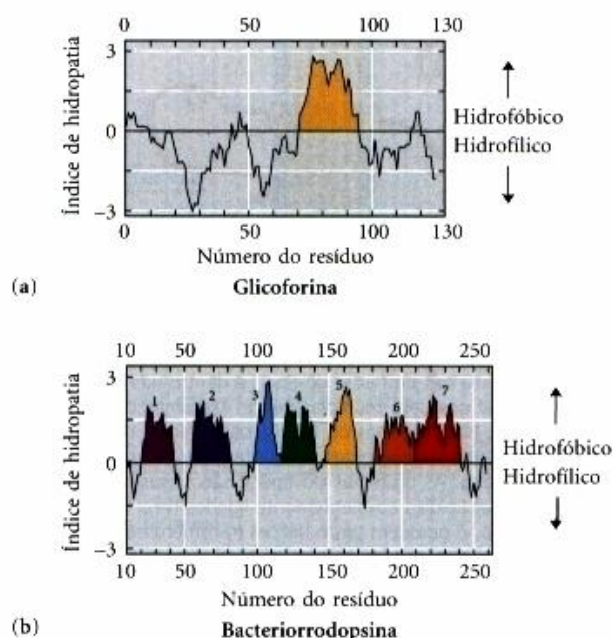 0 50 100 130
3
0
−3
Índice de hidropatia
Hidrofóbico
Hidrofílico
0 50 100 130
Número do resíduo
(a) Glicoforina
10 50 100 150 200 250
3
0
−3
Índice de hidropatia
1 2 3 4 5 6 7
Hidrofóbico
Hidrofílico
10 50 100 150 200 250
Número do resíduo
(b) Bacteriorrodopsina